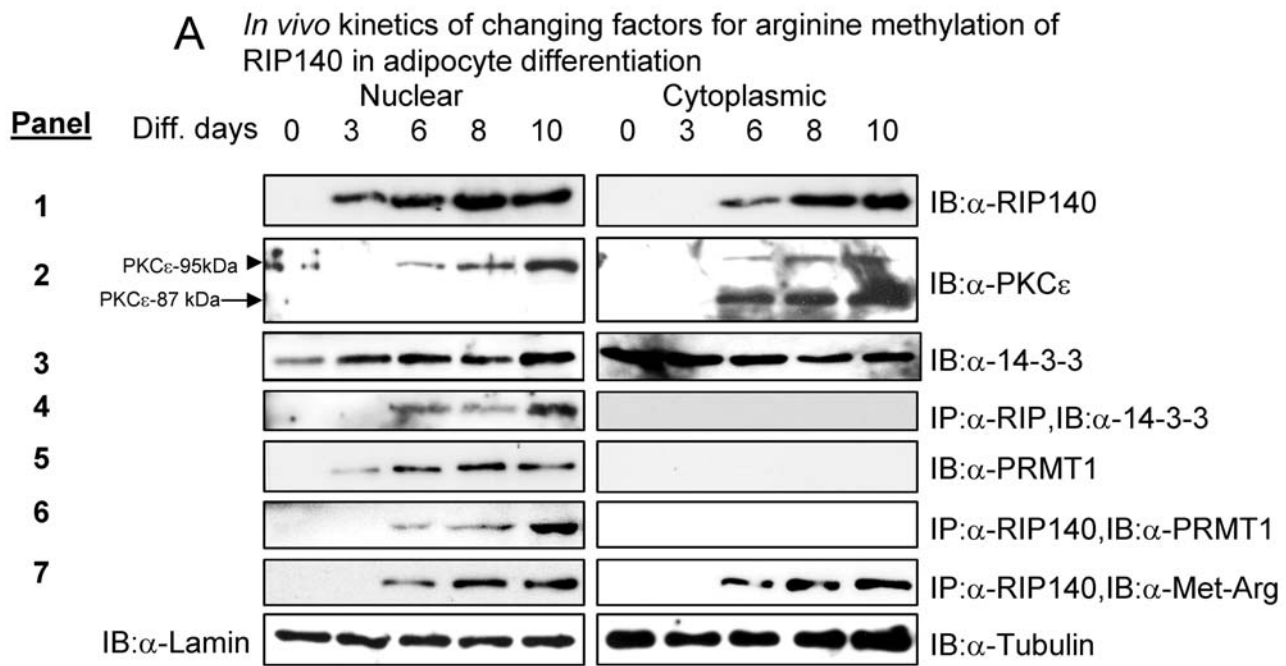 A In vivo kinetics of changing factors for arginine methylation of
RIP140 in adipocyte differentiation
Nuclear Cytoplasmic
Panel Diff. days 0 3 6 8 10 0 3 6 8 10
1 IB:α-RIP140
PKCε-95kDa
2 IB:α-PKCε
PKCε-87 kDa
3 IB:α-14-3-3
4 IP:α-RIP,IB:α-14-3-3
5 IB:α-PRMT1
6 IP:α-RIP140,IB:α-PRMT1
7 IP:α-RIP140,IB:α-Met-Arg
IB:α-Lamin IB:α-Tubulin